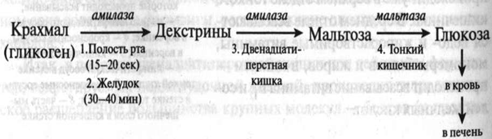 амилаза амилаза мальтаза
Крахмал Декстрины Мальтоза Глюкоза
(гликоген) 1.Полость рта 3. Двенадцати- 4. Тонкий
(15–20 сек) перстная кишечник
2. Желудок кишка
(30–40 мин)
в кровь
в печень